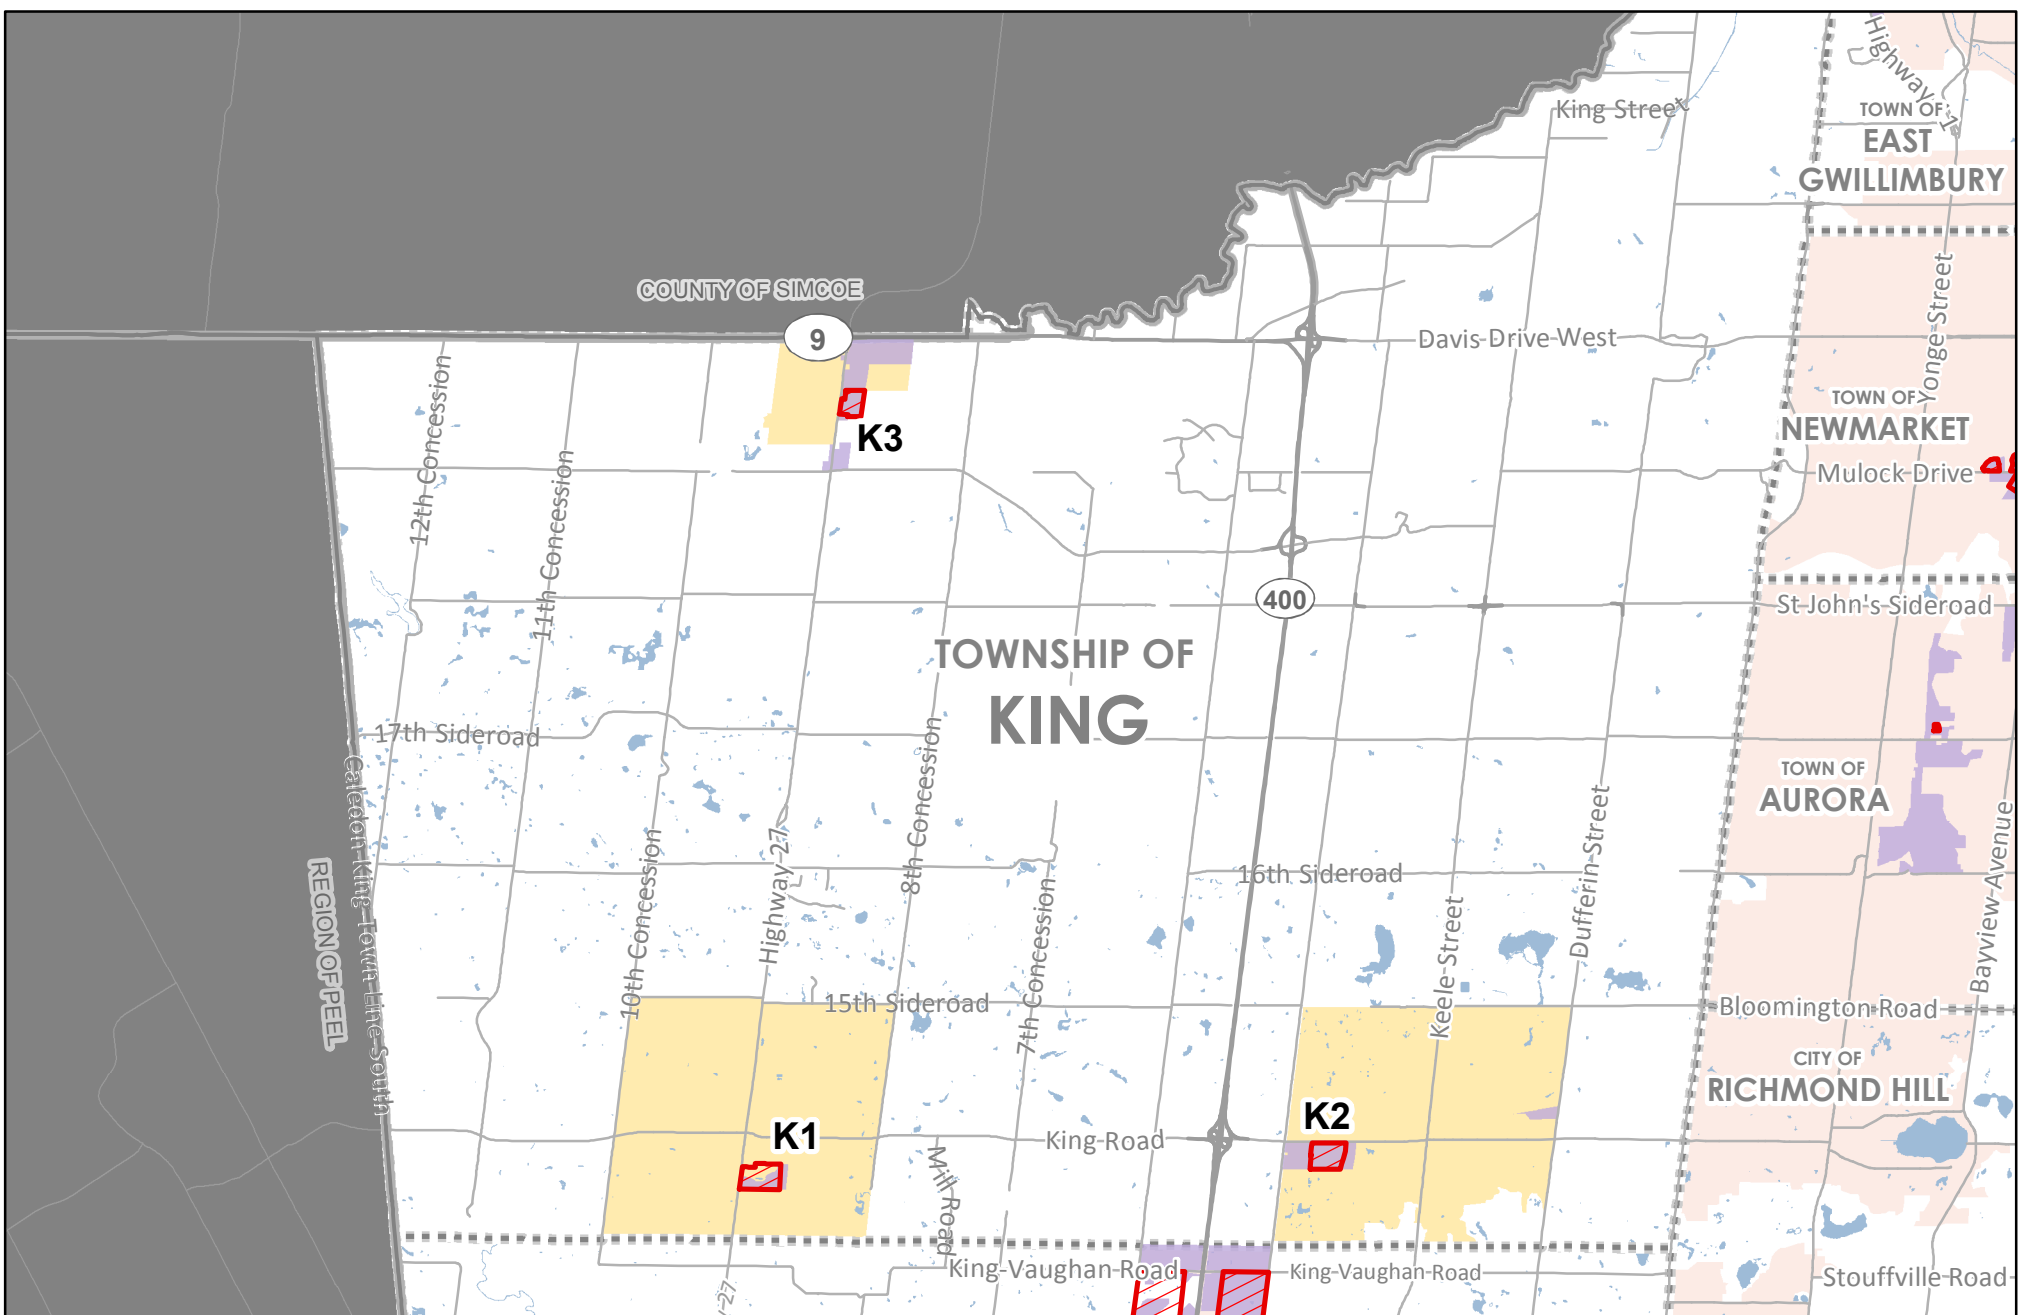 Highway 11
King Street
TOWN OF
EAST
GWILLIMBURY
COUNTY OF SIMCOE
9
Davis Drive West
Yonge Street
12th Concession
TOWN OF
NEWMARKET
K3
11th Concession
Mulock Drive
400
St John's Sideroad
TOWNSHIP OF
KING
17th Sideroad
8th Concession
TOWN OF
AURORA
Caledon King Town Line South
10th Concession
Highway 27
16th Sideroad
Dufferin Street
Bayview Avenue
REGION OF PEEL
7th Concession
Keele Street
15th Sideroad
Bloomington Road
CITY OF
RICHMOND HILL
K1
K2
King Road
Mill Road
King-Vaughan Road
King Vaughan Road
Stouffville Road
27